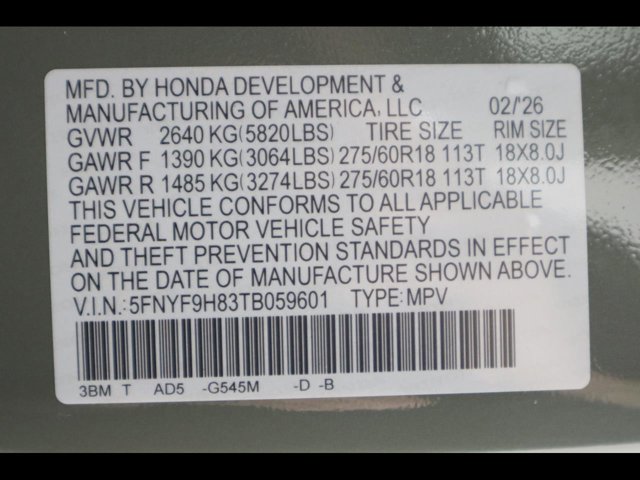 MFD. BY HONDA DEVELOPMENT &
MANUFACTURING OF AMERICA, LLC 02/'26
GVWR 2640 KG(5820LBS) TIRE SIZE RIM SIZE
GAWR F 1390 KG(3064LBS) 275/60R18 113T 18X8.0J
GAWR R 1485 KG(3274LBS) 275/60R18 113T 18X8.0J
THIS VEHICLE CONFORMS TO ALL APPLICABLE
FEDERAL MOTOR VEHICLE SAFETY
AND THEFT PREVENTION STANDARDS IN EFFECT
ON THE DATE OF MANUFACTURE SHOWN ABOVE.
V.I.N.:5FNYF9H83TB059601 TYPE:MPV
3BM T AD5 -G545M -D -B